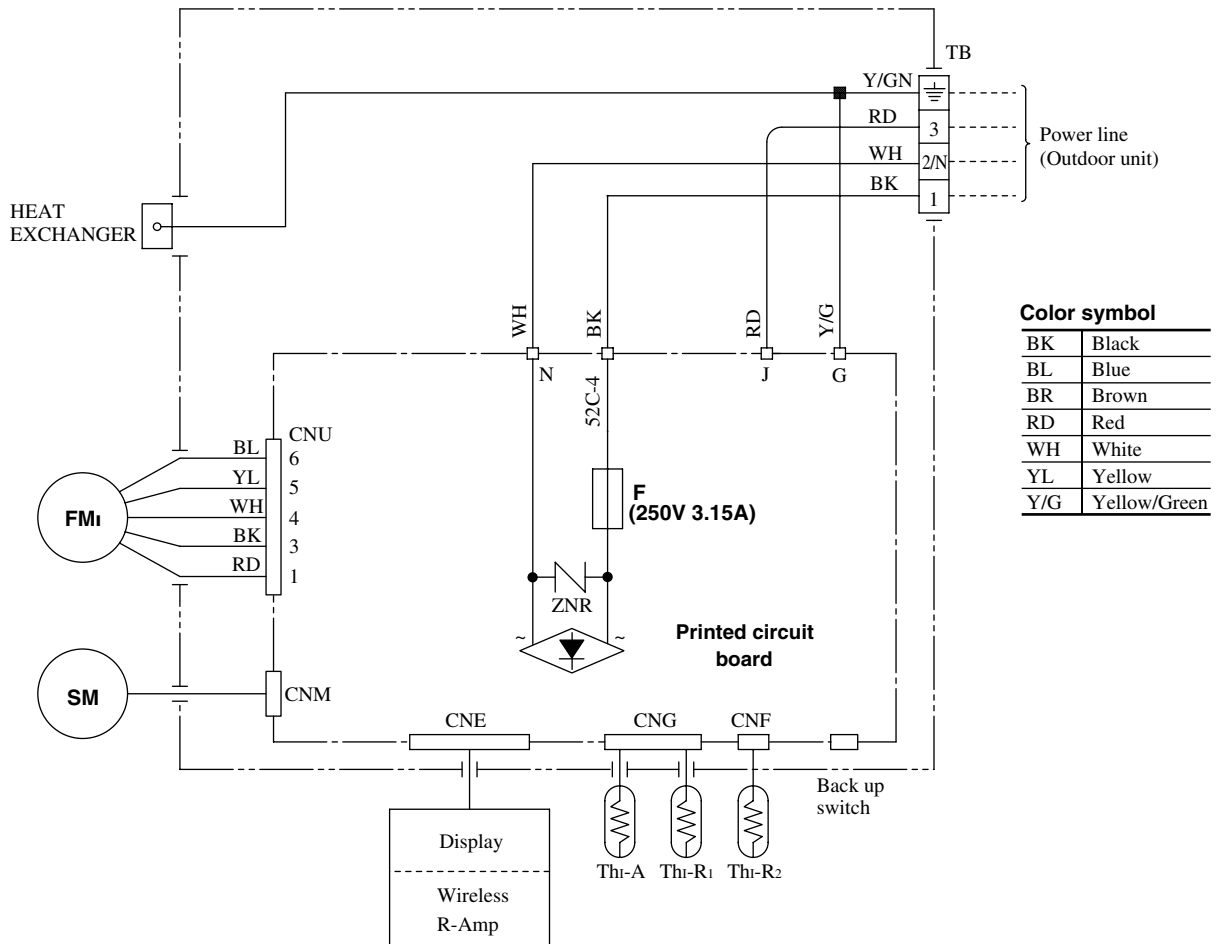 TB
Y/GN
RD
3
WH
2/N
BK
1
Power line
(Outdoor unit)
HEAT
EXCHANGER
WH
BK
RD
Y/G
N
J
G
52C-4
Color symbol
BK Black
BL Blue
BR Brown
RD Red
WH White
YL Yellow
Y/G Yellow/Green
CNU
BL 6
YL 5
WH 4
BK 3
RD 1
FMI
F
(250V 3.15A)
ZNR
~ ~
Printed circuit
board
SM
CNM
CNE
CNG
CNF
Back up
switch
Display
Wireless
R-Amp
ThI-A
ThI-R1
ThI-R2